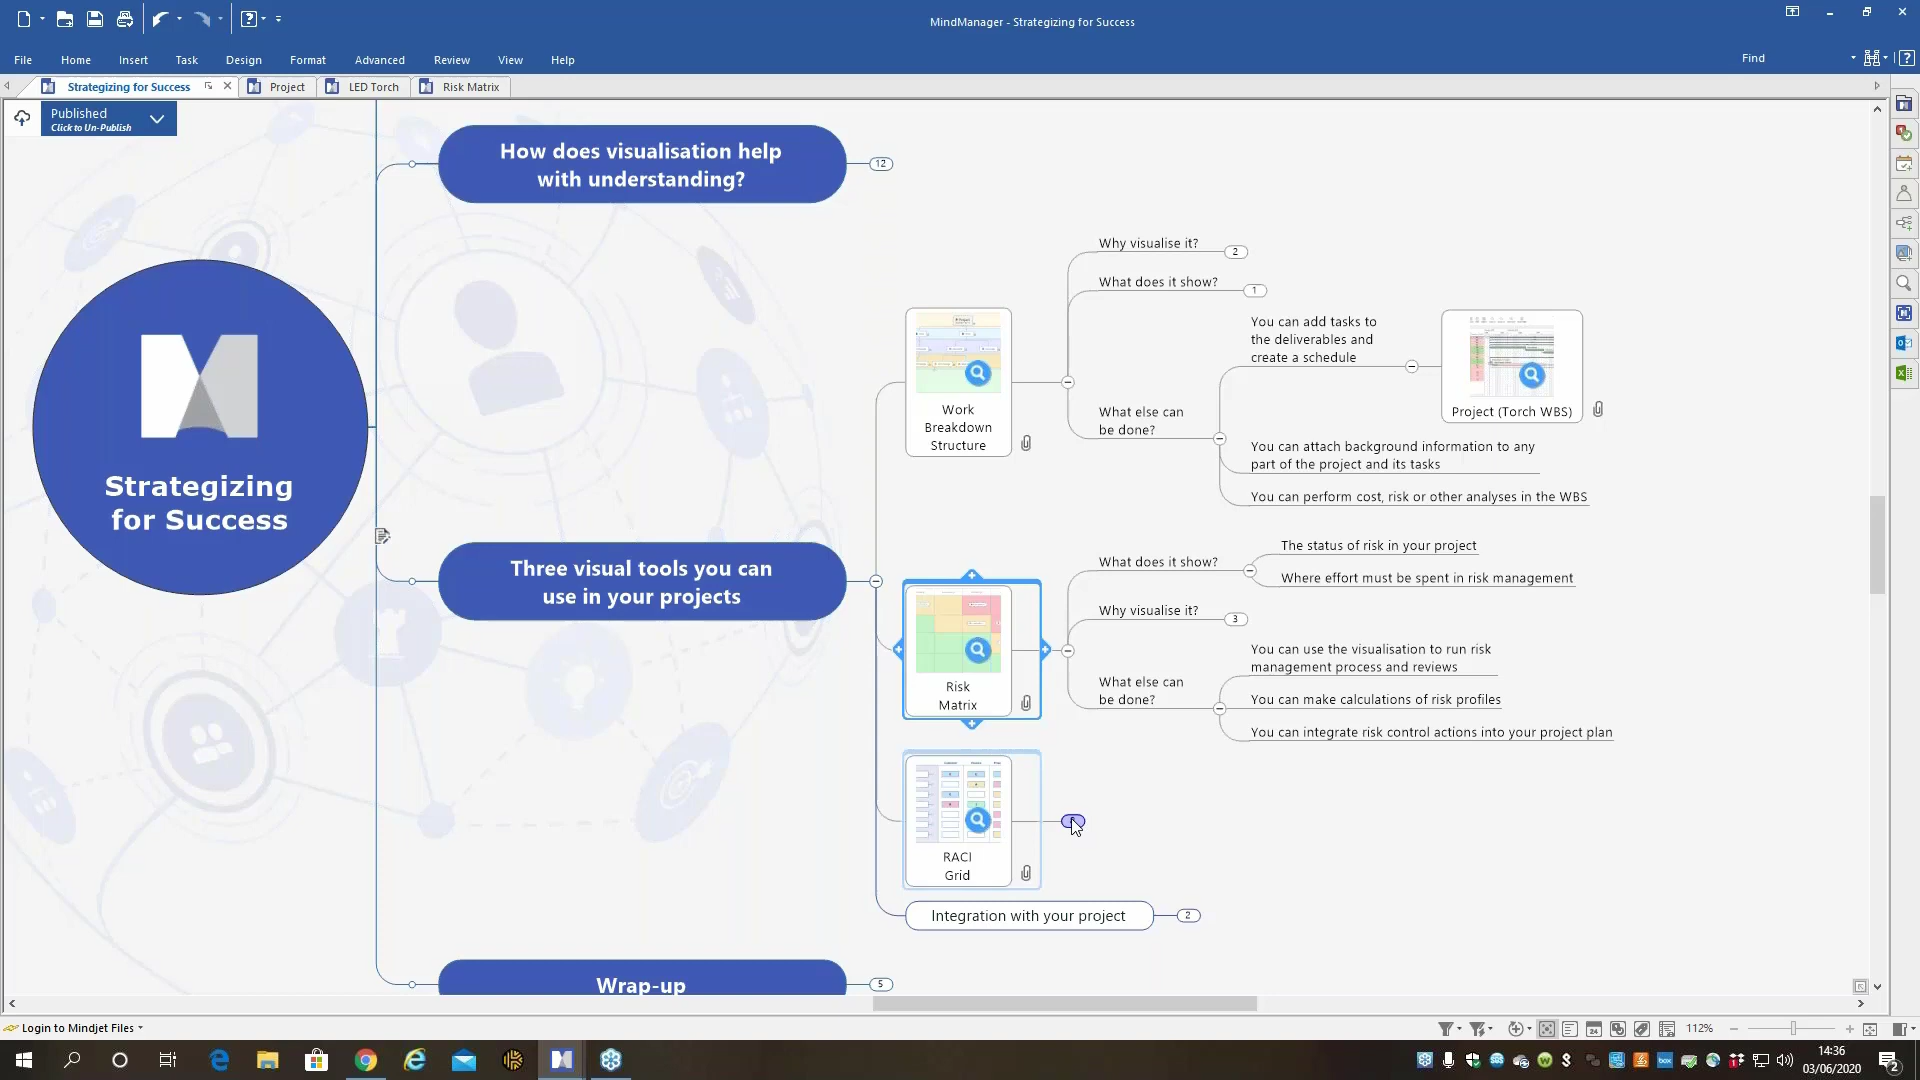 MindManager - Strategizing for Success
File
Home
Insert
Task
Design
Format
Advanced
Review
View
Help
Find
Strategizing for Success
Project
LED Torch
Risk Matrix
Published
Click to Un-Publish
How does visualisation help
with understanding?
12
Strategizing
for Success
Three visual tools you can
use in your projects
Work
Breakdown
Structure
Why visualise it?
2
What does it show?
1
What else can
be done?
You can add tasks to
the deliverables and
create a schedule
Project (Torch WBS)
You can attach background information to any
part of the project and its tasks
You can perform cost, risk or other analyses in the WBS
Risk
Matrix
What does it show?
The status of risk in your project
Where effort must be spent in risk management
Why visualise it?
3
What else can
be done?
You can use the visualisation to run risk
management process and reviews
You can make calculations of risk profiles
You can integrate risk control actions into your project plan
RACI
Grid
Integration with your project
2
Wrap-up
5
Login to Mindjet Files
112%
14:36
03/06/2020
2